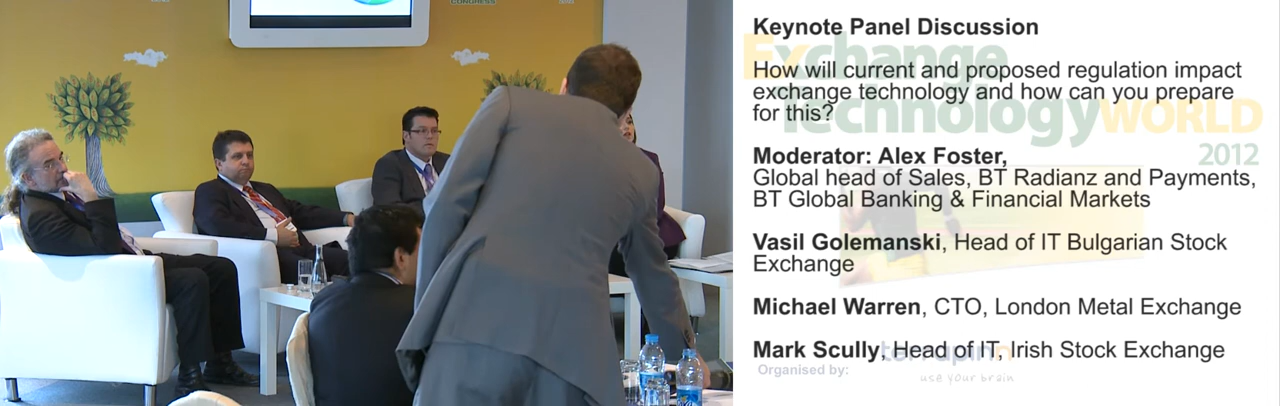 CONGRESS
Keynote Panel Discussion
Exchange
How will current and proposed regulation impact
exchange technology and how can you prepare
for this?
Technology WORLD
2012
Moderator: Alex Foster,
Global head of Sales, BT Radianz and Payments,
BT Global Banking & Financial Markets
Vasil Golemanski, Head of IT Bulgarian Stock
Exchange
Michael Warren, CTO, London Metal Exchange
Mark Scully, Head of IT, Irish Stock Exchange
terrapinn
Organised by:
use your brain